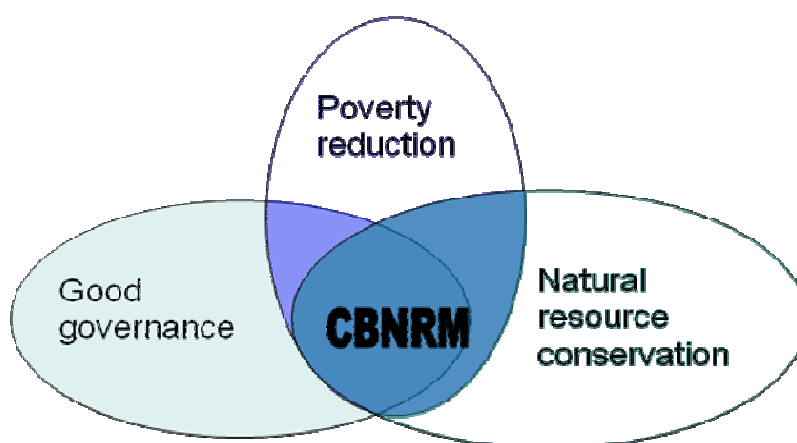 Poverty
reduction
Good
governance
CBNRM
Natural
resource
conservation